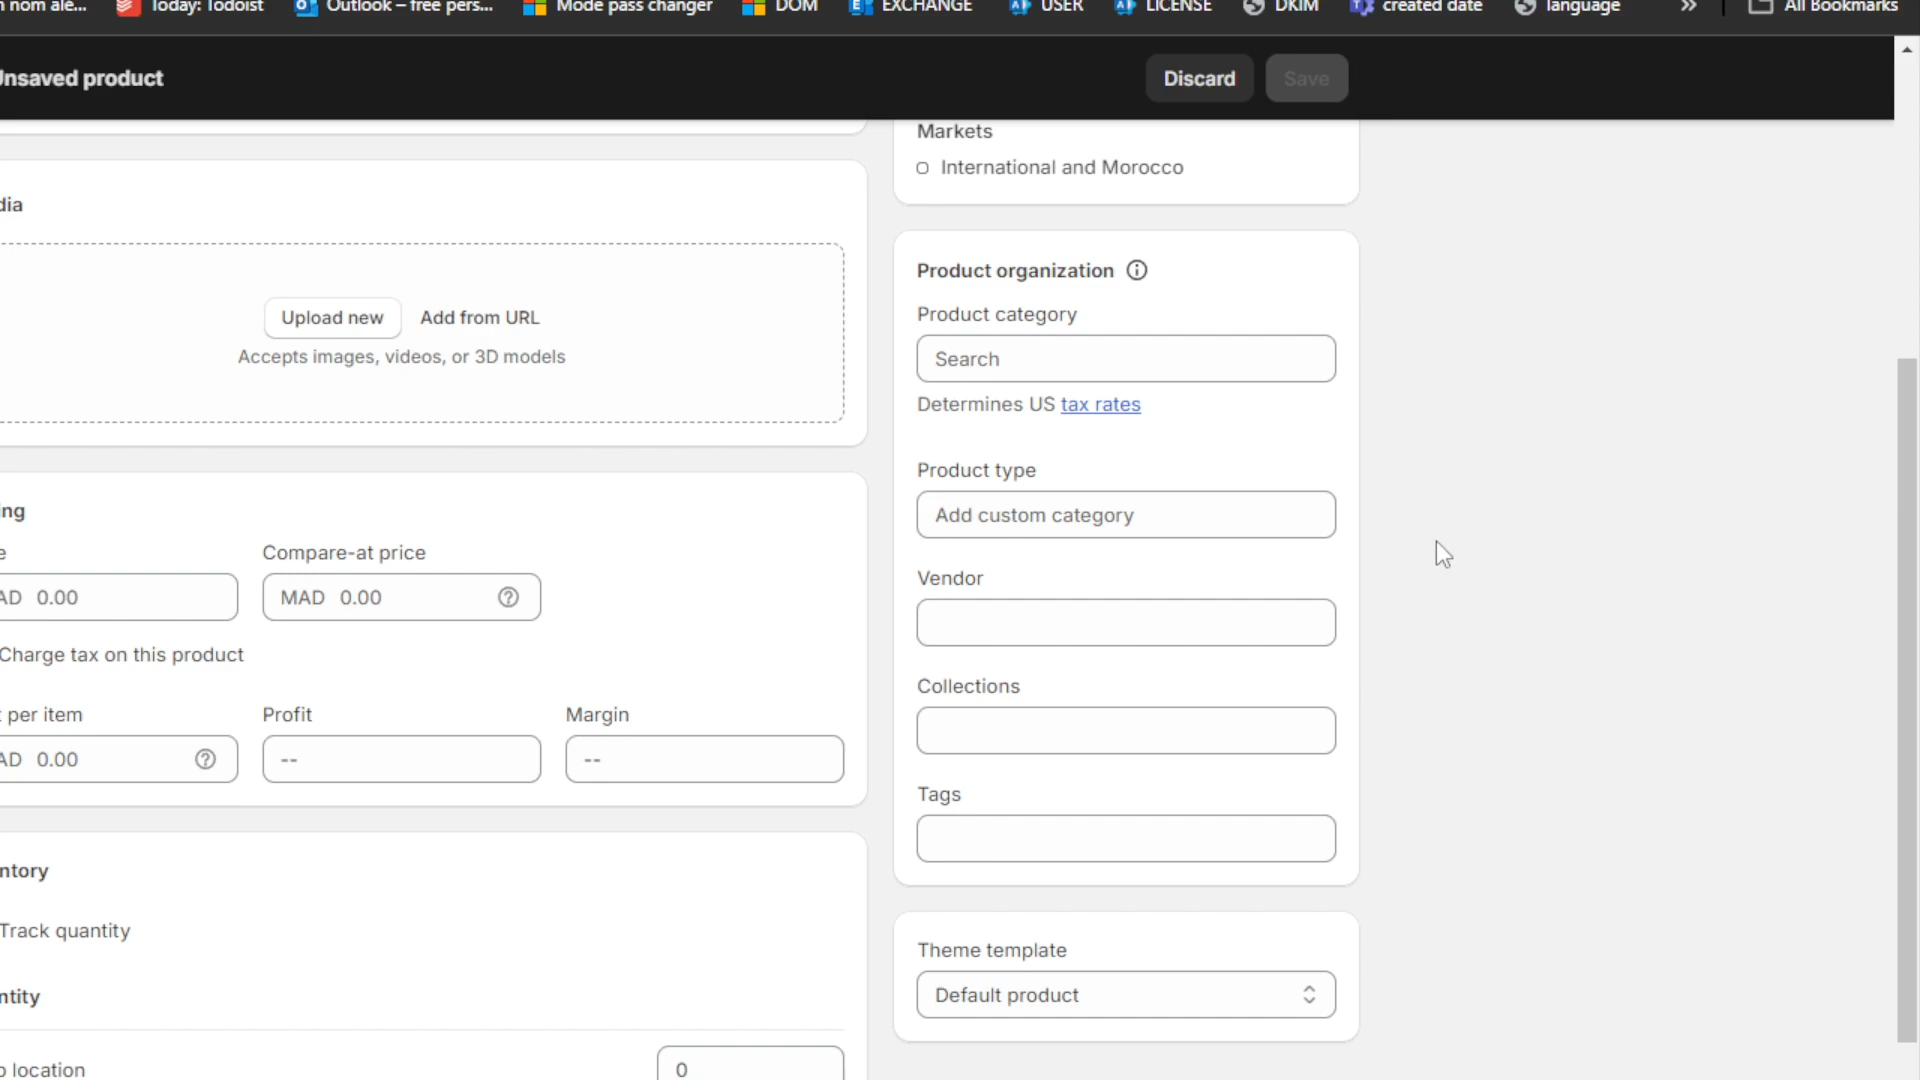 n nom ale...
Today: Todoist
Outlook – free pers...
Mode pass changer
DOM
EXCHANGE
USER
LICENSE
DKIM
created date
language
»
All Bookmarks
Unsaved product
Discard
Save
Markets
International and Morocco
dia
Upload new
Add from URL
Accepts images, videos, or 3D models
Product organization
Product category
Search
Determines US tax rates
Product type
Add custom category
Vendor
Collections
Tags
Theme template
Default product
ing
e
Compare-at price
AD 0.00
MAD 0.00
Charge tax on this product
t per item
Profit
Margin
AD 0.00
--
--
ntory
Track quantity
ntity
p location
0